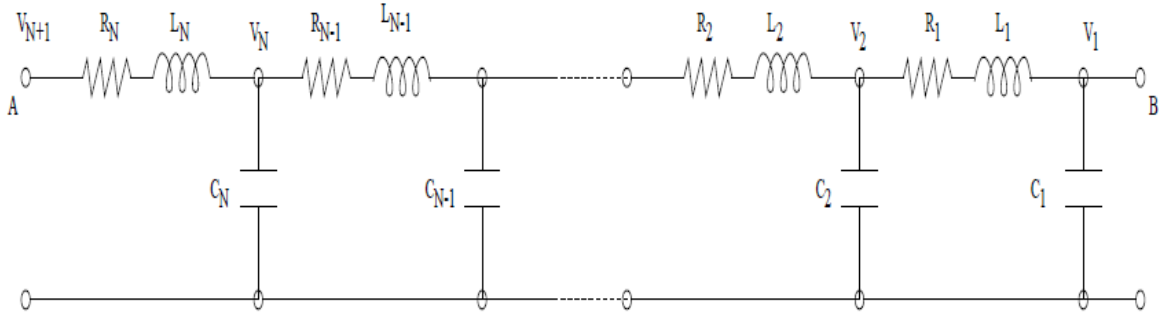 V_{N+1} R_N L_N V_N R_{N-1} L_{N-1} R_2 L_2 V_2 R_1 L_1 V_1
A B
C_N C_{N-1} C_2 C_1